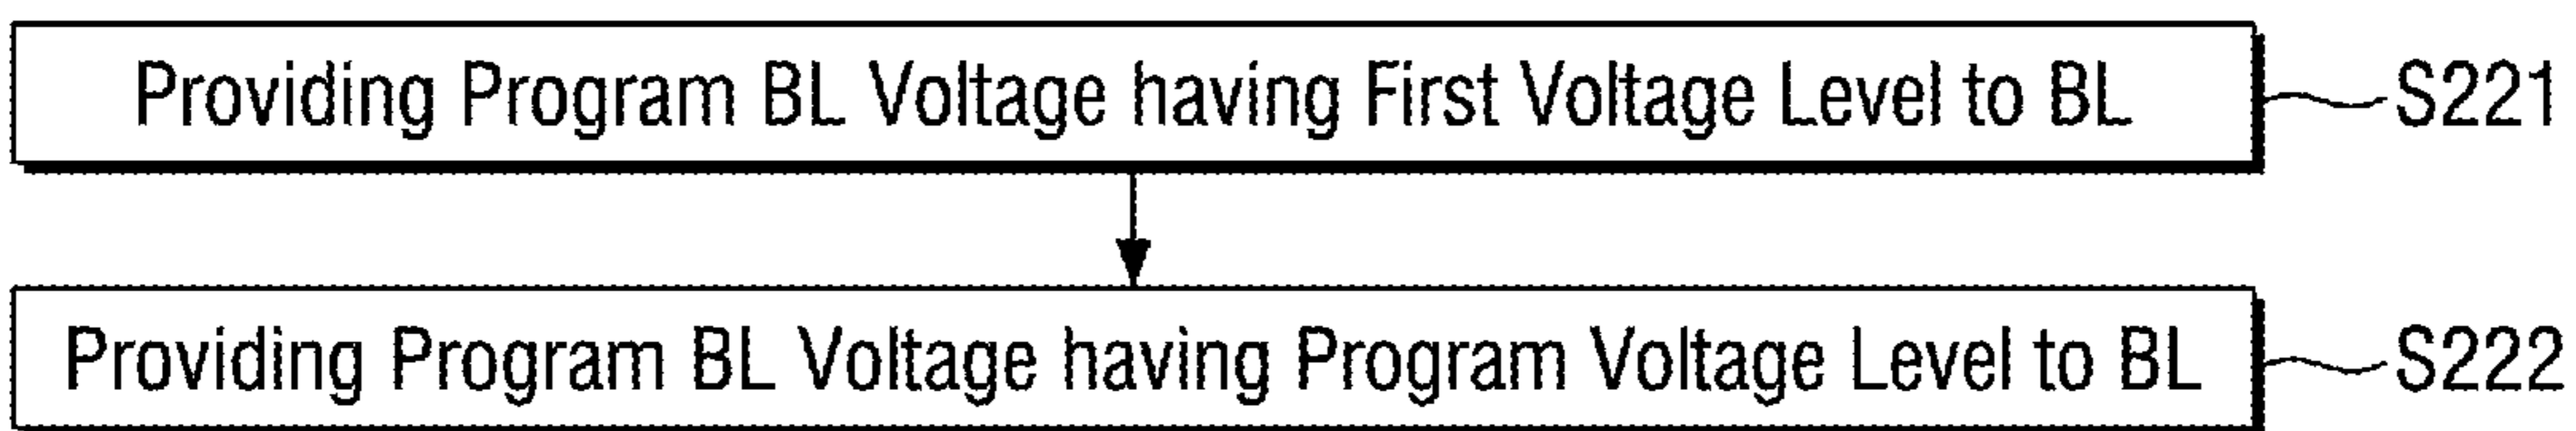 Providing Program BL Voltage having First Voltage Level to BL S221
Providing Program BL Voltage having Program Voltage Level to BL S222